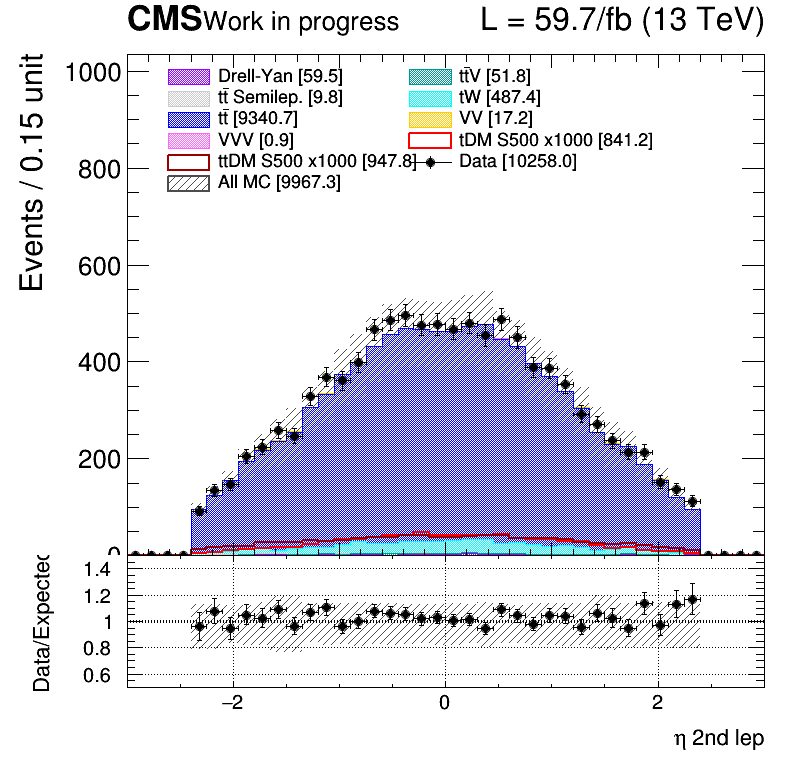 CMS Work in progress L = 59.7/fb (13 TeV)
Events / 0.15 unit
1000
800
600
400
200
0
Drell-Yan [59.5]
tt̄ Semilep. [9.8]
tt̄ [9340.7]
VVV [0.9]
ttDM S500 x1000 [947.8]
All MC [9967.3]
tt̄V [51.8]
tW [487.4]
VV [17.2]
tDM S500 x1000 [841.2]
Data [10258.0]
Data/Expected
1.4
1.2
1
0.8
0.6
−2 0 2
η 2nd lep